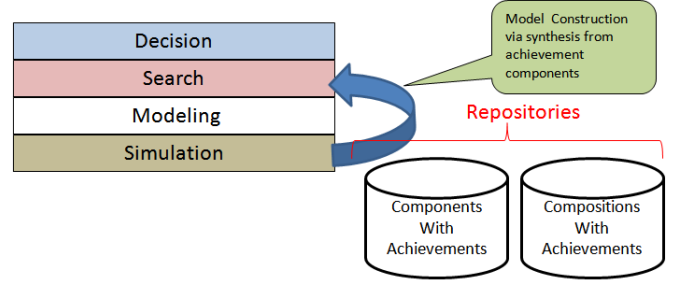 Decision
Search
Modeling
Simulation
Model Construction
via synthesis from
achievement
components
Repositories
Components
With
Achievements
Compositions
With
Achievements